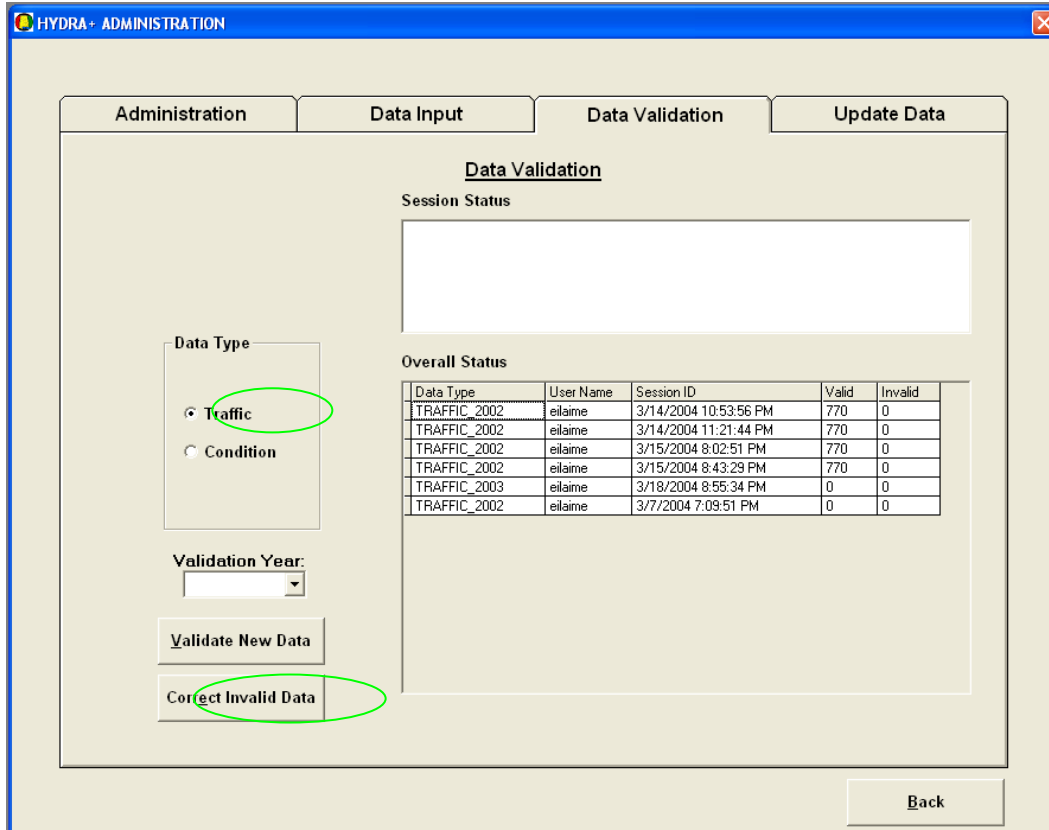 HYDRA+ ADMINISTRATION
Administration Data Input Data Validation Update Data
Data Validation
Session Status
Data Type
Traffic
Condition
Validation Year:
Validate New Data
Correct Invalid Data
Overall Status
Data Type User Name Session ID Valid Invalid
TRAFFIC_2002 eilaime 3/14/2004 10:53:56 PM 770 0
TRAFFIC_2002 eilaime 3/14/2004 11:21:44 PM 770 0
TRAFFIC_2002 eilaime 3/15/2004 8:02:51 PM 770 0
TRAFFIC_2002 eilaime 3/15/2004 8:43:29 PM 770 0
TRAFFIC_2003 eilaime 3/18/2004 8:55:34 PM 0 0
TRAFFIC_2002 eilaime 3/7/2004 7:09:51 PM 0 0
Back